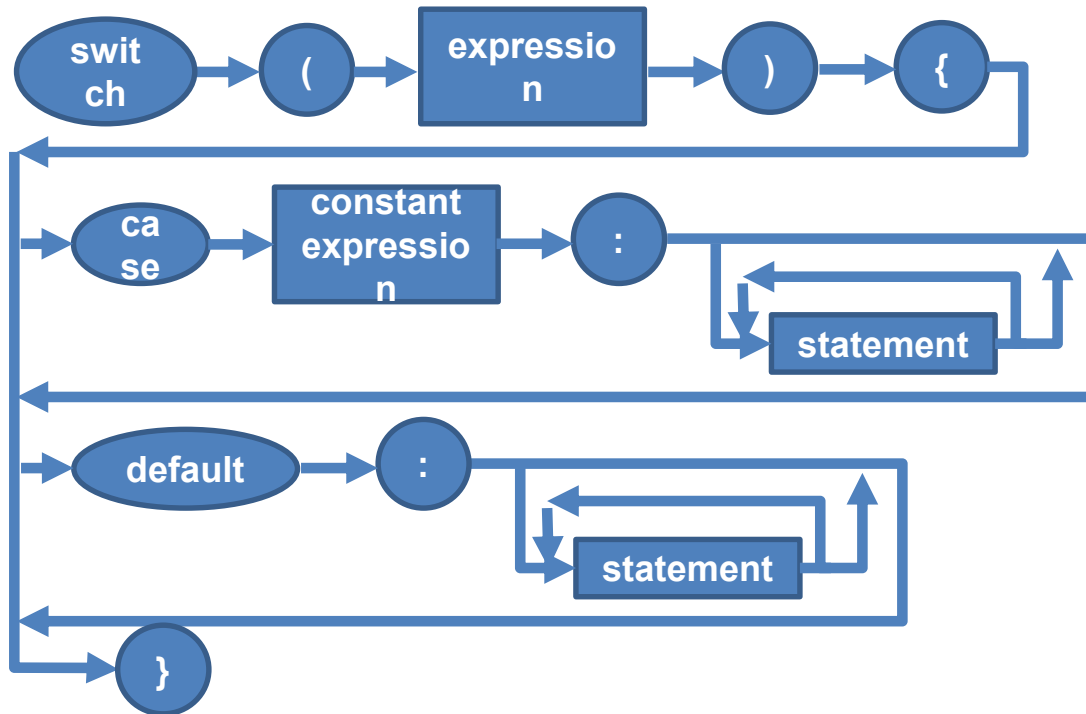 swit
ch
(
expressio
n
)
{
ca
se
constant
expressio
n
:
statement
default
:
statement
}